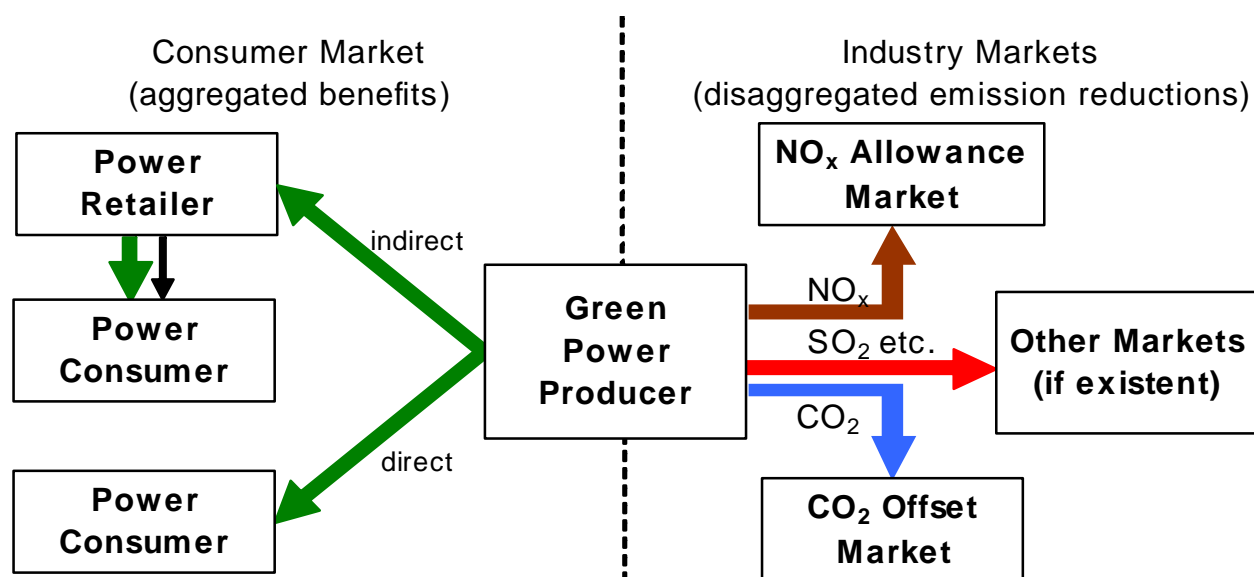 Consumer Market
(aggregated benefits)
Industry Markets
(disaggregated emission reductions)
Power
Retailer
indirect
Power
Consumer
direct
Power
Consumer
Green
Power
Producer
NOₓ Allowance
Market
NOₓ
SO₂ etc.
CO₂
Other Markets
(if existent)
CO₂ Offset
Market